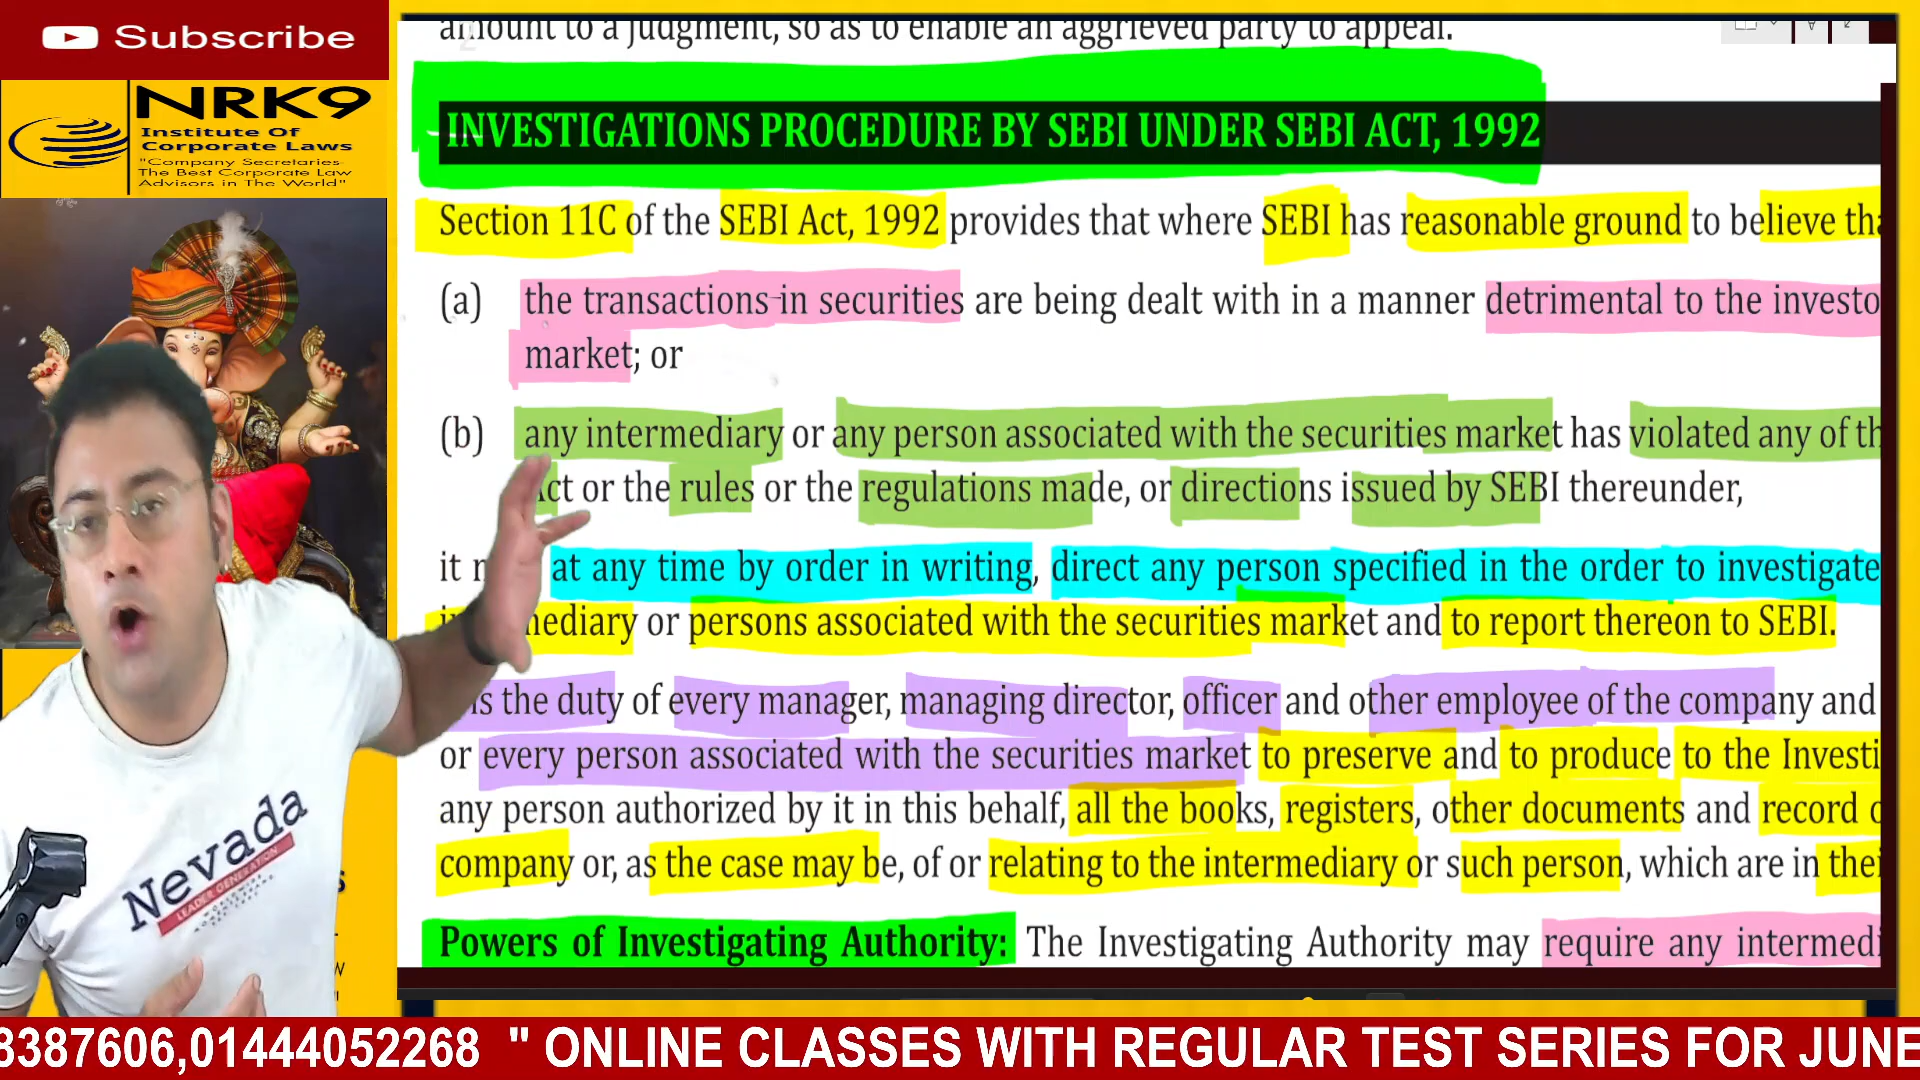 Subscribe
NRK9
Institute Of
Corporate Laws
"Company Secretaries-
The Best Corporate Law
Advisors in The World"
amount to a judgment, so as to enable an aggrieved party to appeal.
INVESTIGATIONS PROCEDURE BY SEBI UNDER SEBI ACT, 1992
Section 11C of the SEBI Act, 1992 provides that where SEBI has reasonable ground to believe
(a) the transactions in securities are being dealt with in a manner detrimental to the
market; or
(b) any intermediary or any person associated with the securities market has violated any of
or the rules or the regulations made, or directions issued by SEBI thereunder,
it at any time by order in writing, direct any person specified in the order to investigate
or persons associated with the securities market and to report thereon to SEBI.
the duty of every manager, managing director, officer and other employee of the company and
or every person associated with the securities market to preserve and to produce to the
any person authorized by it in this behalf, all the books, registers, other documents and record
company or, as the case may be, of or relating to the intermediary or such person, which are in
Powers of Investigating Authority: The Investigating Authority may require any
Nevada
LEADER GENERATION
8387606,01444052268 " ONLINE CLASSES WITH REGULAR TEST SERIES FOR JUNE